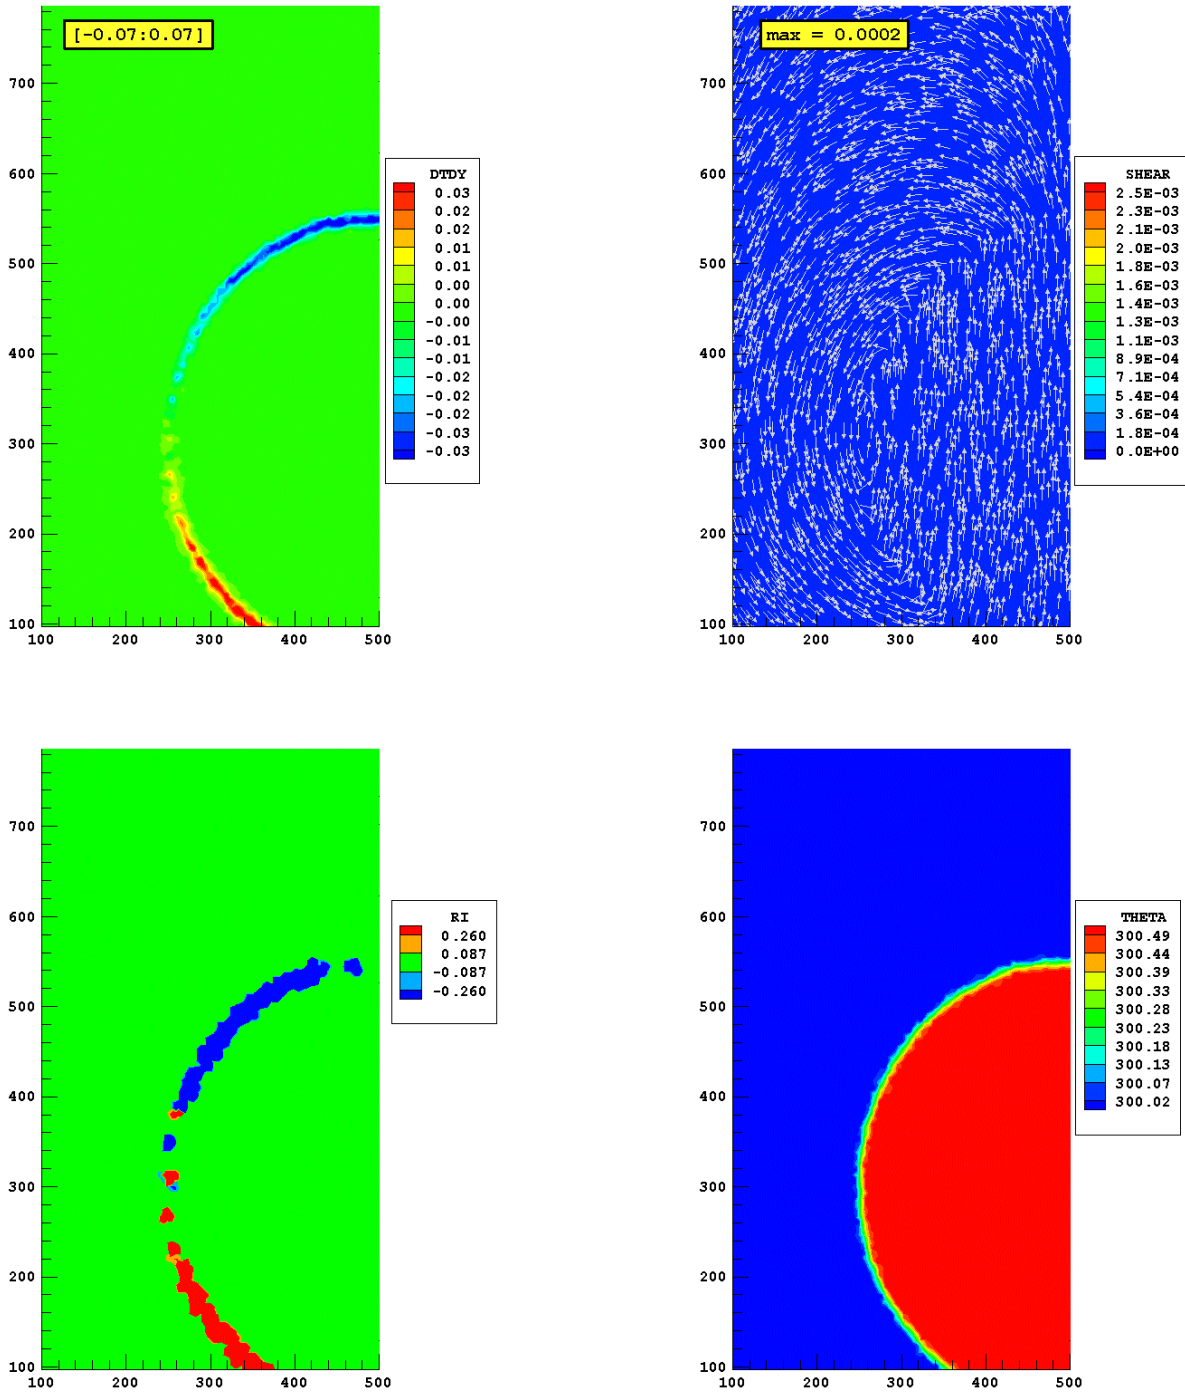 [-0.07:0.07]
700
600
500
400
300
200
100
100 200 300 400 500
DTDY
0.03
0.02
0.02
0.01
0.01
0.00
0.00
-0.00
-0.01
-0.01
-0.02
-0.02
-0.02
-0.03
-0.03
max = 0.0002
700
600
500
400
300
200
100
100 200 300 400 500
SHEAR
2.5E-03
2.3E-03
2.1E-03
2.0E-03
1.8E-03
1.6E-03
1.4E-03
1.3E-03
1.1E-03
8.9E-04
7.1E-04
5.4E-04
3.6E-04
1.8E-04
0.0E+00
700
600
500
400
300
200
100
100 200 300 400 500
RI
0.260
0.087
-0.087
-0.260
700
600
500
400
300
200
100
100 200 300 400 500
THETA
300.49
300.44
300.39
300.33
300.28
300.23
300.18
300.13
300.07
300.02